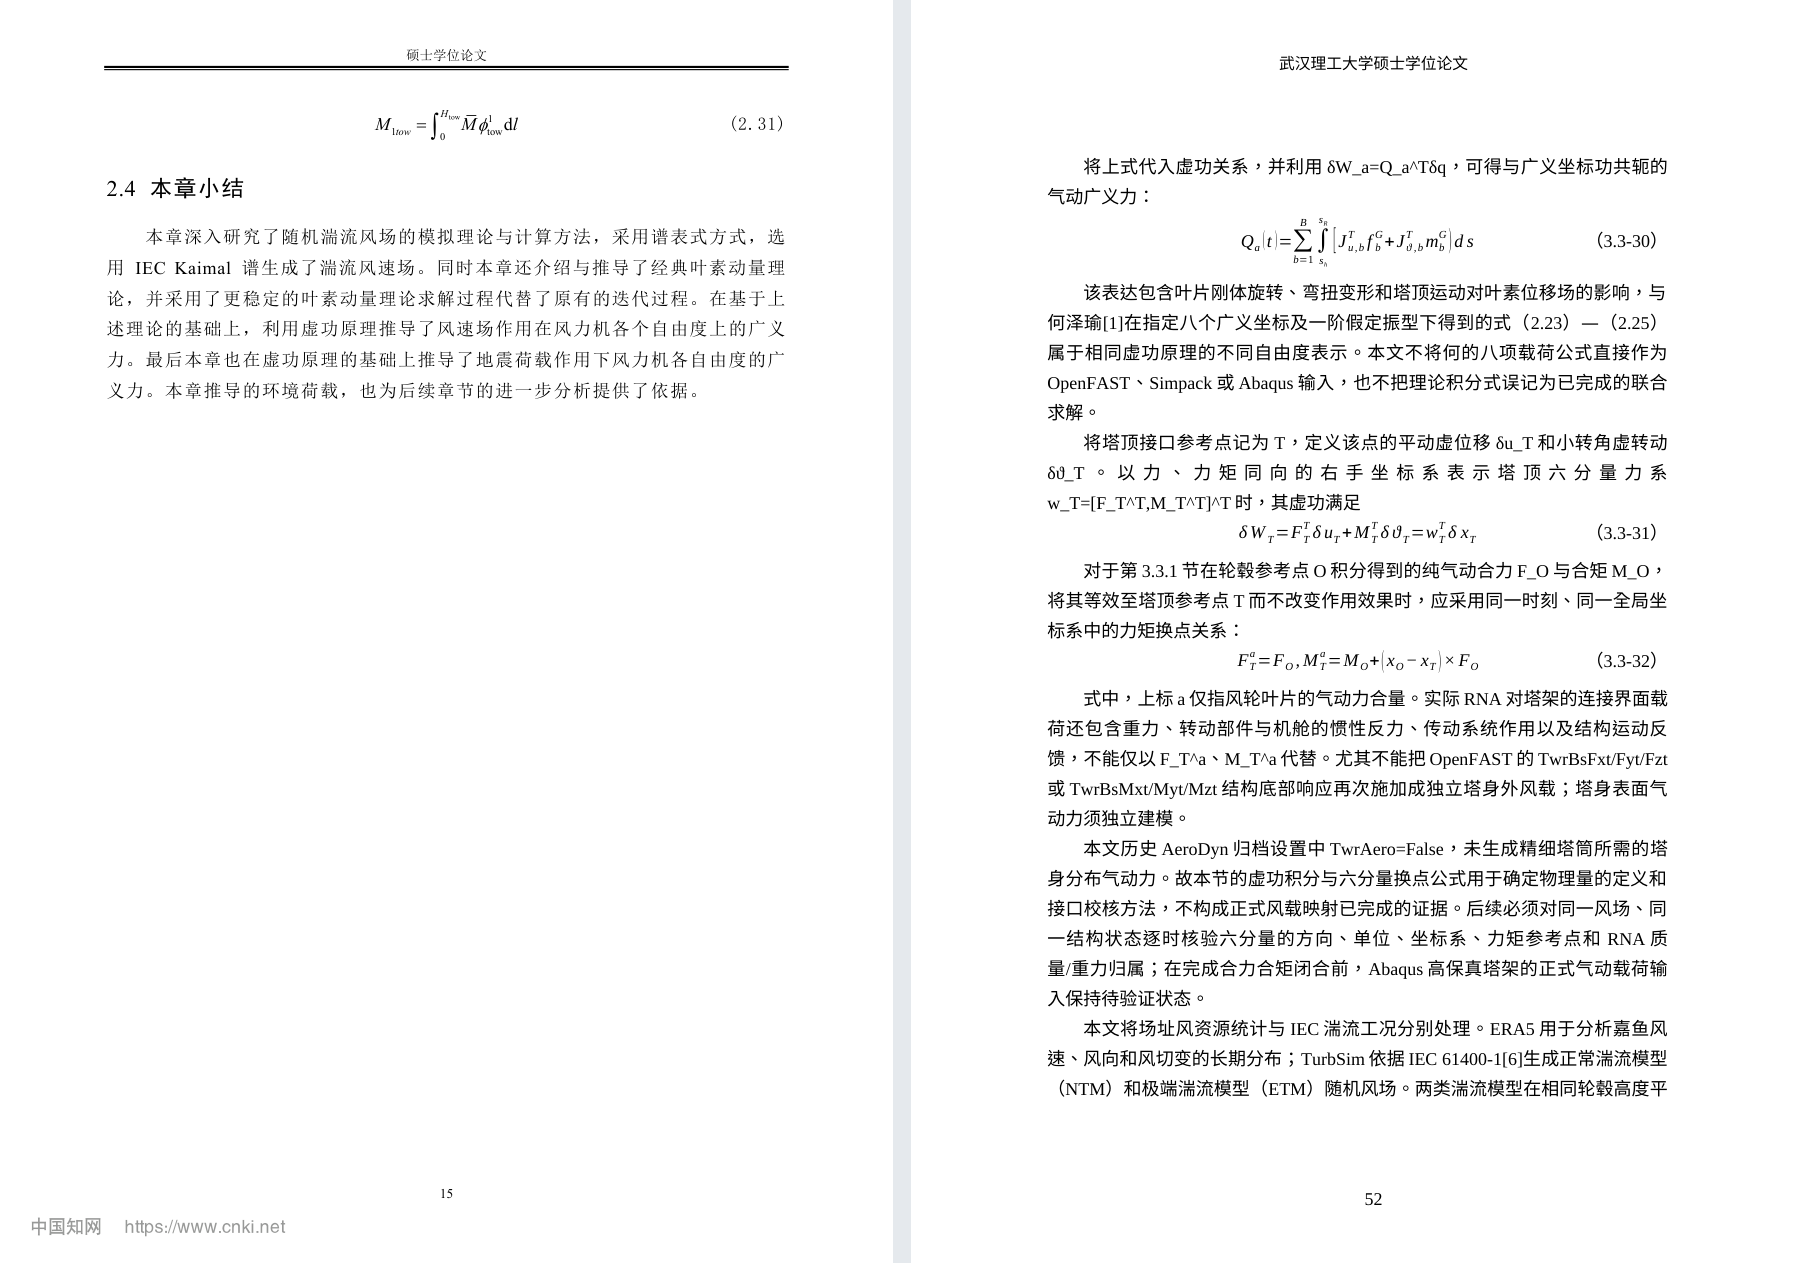 硕士学位论文
M_{1tow} = ∫_0^{H_{tow}} M̅ϕ^1_{tow}dl (2.31)
2.4 本章小结
本章深入研究了随机湍流风场的模拟理论与计算方法，采用谱表式方式，选
用 IEC Kaimal 谱生成了湍流风速场。同时本章还介绍与推导了经典叶素动量理
论，并采用了更稳定的叶素动量理论求解过程代替了原有的迭代过程。在基于上
述理论的基础上，利用虚功原理推导了风速场作用在风力机各个自由度上的广义
力。最后本章也在虚功原理的基础上推导了地震荷载作用下风力机各自由度的广
义力。本章推导的环境荷载，也为后续章节的进一步分析提供了依据。
15
中国知网 https://www.cnki.net
武汉理工大学硕士学位论文
将上式代入虚功关系，并利用 δW_a=Q_a^Tδq，可得与广义坐标功共轭的
气动广义力：
Q_a(t)=∑_{b=1}^{B} ∫_{s_h}^{s_R} [J_{u,b}^T f_b^G+J_{ϑ,b}^T m_b^G]ds （3.3-30）
该表达包含叶片刚体旋转、弯扭变形和塔顶运动对叶素位移场的影响，与
何泽瑜[1]在指定八个广义坐标及一阶假定振型下得到的式（2.23）—（2.25）
属于相同虚功原理的不同自由度表示。本文不将何的八项载荷公式直接作为
OpenFAST、Simpack 或 Abaqus 输入，也不把理论积分式误记为已完成的联合
求解。
将塔顶接口参考点记为 T，定义该点的平动虚位移 δu_T 和小转角虚转动
δϑ_T。以力、力矩同向的右手坐标系表示塔顶六分量力系
w_T=[F_T^T,M_T^T]^T 时，其虚功满足
δW_T=F_T^T δu_T+M_T^T δϑ_T=w_T^T δx_T （3.3-31）
对于第 3.3.1 节在轮毂参考点 O 积分得到的纯气动合力 F_O 与合矩 M_O，
将其等效至塔顶参考点 T 而不改变作用效果时，应采用同一时刻、同一全局坐
标系中的力矩换点关系：
F_T^a=F_O,M_T^a=M_O+(x_O−x_T)×F_O （3.3-32）
式中，上标 a 仅指风轮叶片的气动力合量。实际 RNA 对塔架的连接界面载
荷还包含重力、转动部件与机舱的惯性反力、传动系统作用以及结构运动反
馈，不能仅以 F_T^a、M_T^a 代替。尤其不能把 OpenFAST 的 TwrBsFxt/Fyt/Fzt
或 TwrBsMxt/Myt/Mzt 结构底部响应再次施加成独立塔身外风载；塔身表面气
动力须独立建模。
本文历史 AeroDyn 归档设置中 TwrAero=False，未生成精细塔筒所需的塔
身分布气动力。故本节的虚功积分与六分量换点公式用于确定物理量的定义和
接口校核方法，不构成正式风载映射已完成的证据。后续必须对同一风场、同
一结构状态逐时核验六分量的方向、单位、坐标系、力矩参考点和 RNA 质
量/重力归属；在完成合力合矩闭合前，Abaqus 高保真塔架的正式气动载荷输
入保持待验证状态。
本文将场址风资源统计与 IEC 湍流工况分别处理。ERA5 用于分析嘉鱼风
速、风向和风切变的长期分布；TurbSim 依据 IEC 61400-1[6]生成正常湍流模型
（NTM）和极端湍流模型（ETM）随机风场。两类湍流模型在相同轮毂高度平
52